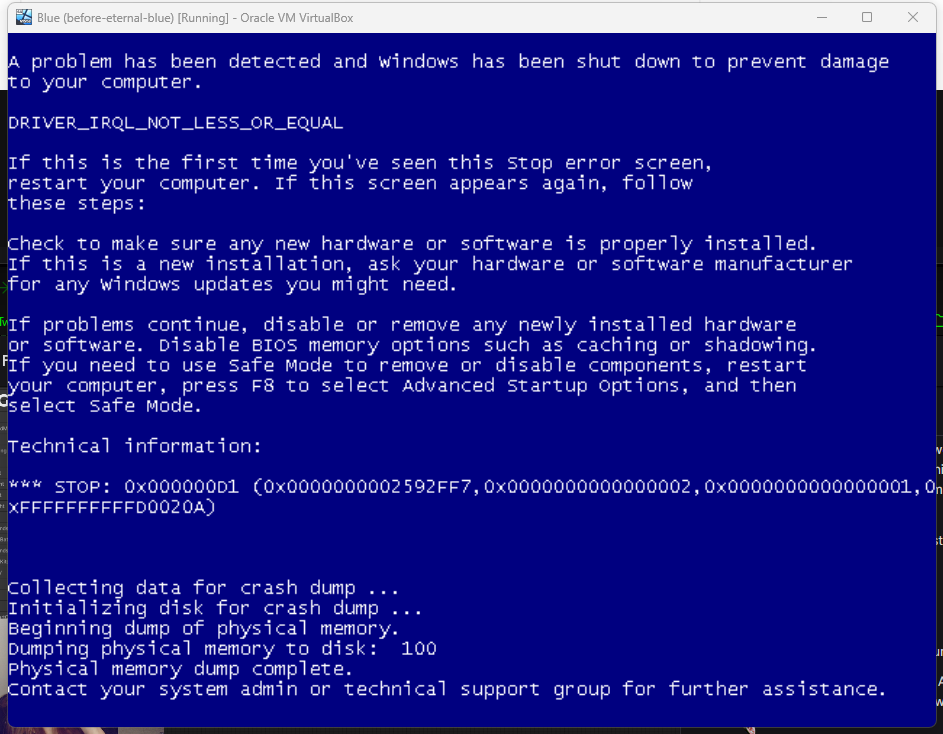 Blue (before-eternal-blue) [Running] - Oracle VM VirtualBox
A problem has been detected and Windows has been shut down to prevent damage
to your computer.
DRIVER_IRQL_NOT_LESS_OR_EQUAL
If this is the first time you've seen this Stop error screen,
restart your computer. If this screen appears again, follow
these steps:
Check to make sure any new hardware or software is properly installed.
If this is a new installation, ask your hardware or software manufacturer
for any Windows updates you might need.
If problems continue, disable or remove any newly installed hardware
or software. Disable BIOS memory options such as caching or shadowing.
If you need to use Safe Mode to remove or disable components, restart
your computer, press F8 to select Advanced Startup Options, and then
select Safe Mode.
Technical information:
*** STOP: 0x000000D1 (0x0000000002592FF7,0x0000000000000002,0x0000000000000001,0
xFFFFFFFFFFD0020A)
Collecting data for crash dump ...
Initializing disk for crash dump ...
Beginning dump of physical memory.
Dumping physical memory to disk:  100
Physical memory dump complete.
Contact your system admin or technical support group for further assistance.